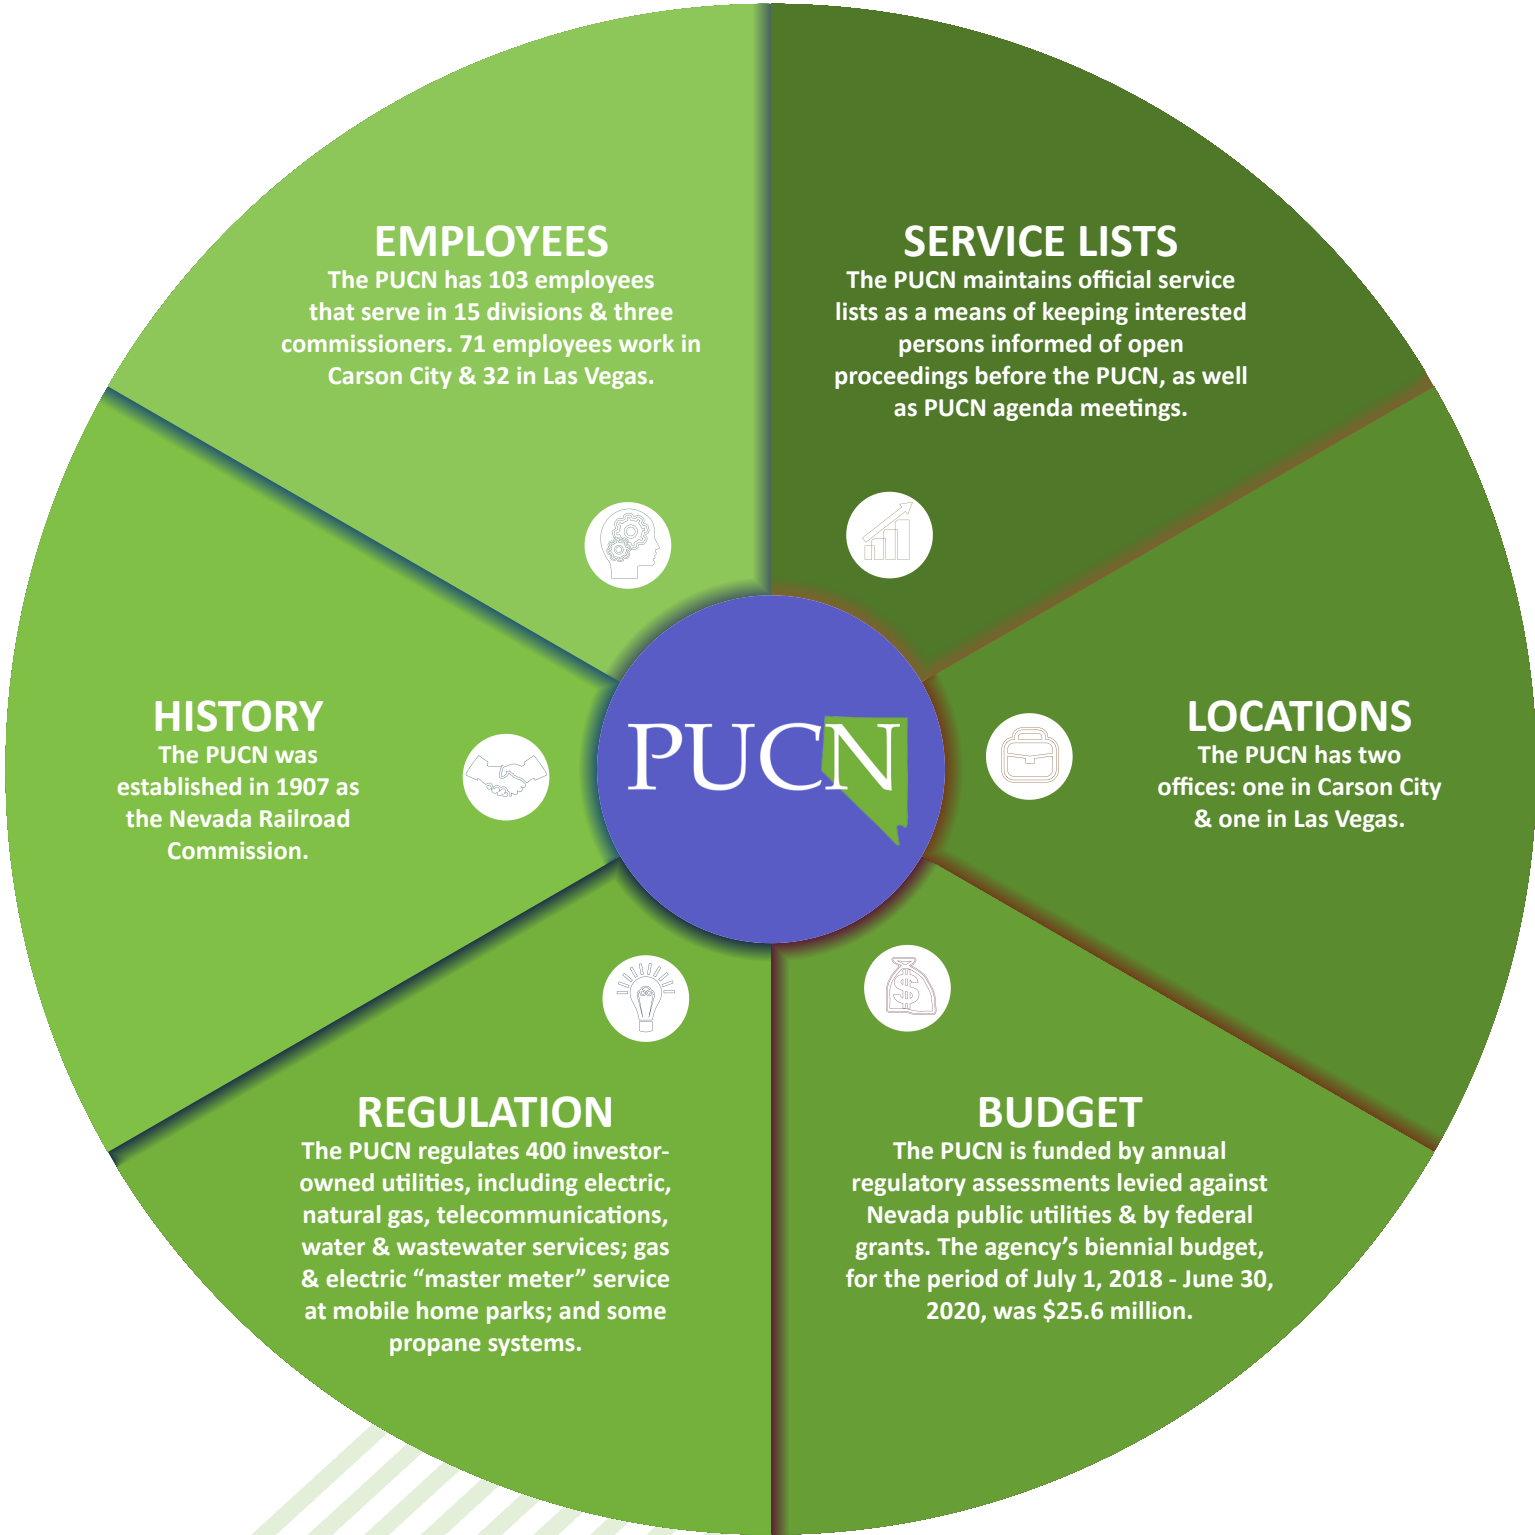 EMPLOYEES
The PUCN has 103 employees
that serve in 15 divisions & three
commissioners. 71 employees work in
Carson City & 32 in Las Vegas.
SERVICE LISTS
The PUCN maintains official service
lists as a means of keeping interested
persons informed of open
proceedings before the PUCN, as well
as PUCN agenda meetings.
HISTORY
The PUCN was
established in 1907 as
the Nevada Railroad
Commission.
PUCN
LOCATIONS
The PUCN has two
offices: one in Carson City
& one in Las Vegas.
REGULATION
The PUCN regulates 400 investor-
owned utilities, including electric,
natural gas, telecommunications,
water & wastewater services; gas
& electric “master meter” service
at mobile home parks; and some
propane systems.
BUDGET
The PUCN is funded by annual
regulatory assessments levied against
Nevada public utilities & by federal
grants. The agency’s biennial budget,
for the period of July 1, 2018 - June 30,
2020, was $25.6 million.